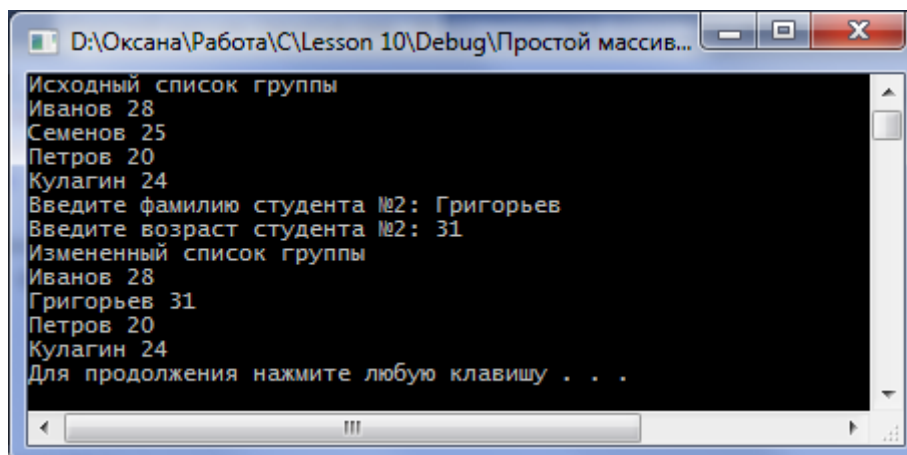 D:\Оксана\Работа\C\Lesson 10\Debug\Простой массив...
Исходный список группы
Иванов 28
Семенов 25
Петров 20
Кулагин 24
Введите фамилию студента №2: Григорьев
Введите возраст студента №2: 31
Измененный список группы
Иванов 28
Григорьев 31
Петров 20
Кулагин 24
Для продолжения нажмите любую клавишу . . .